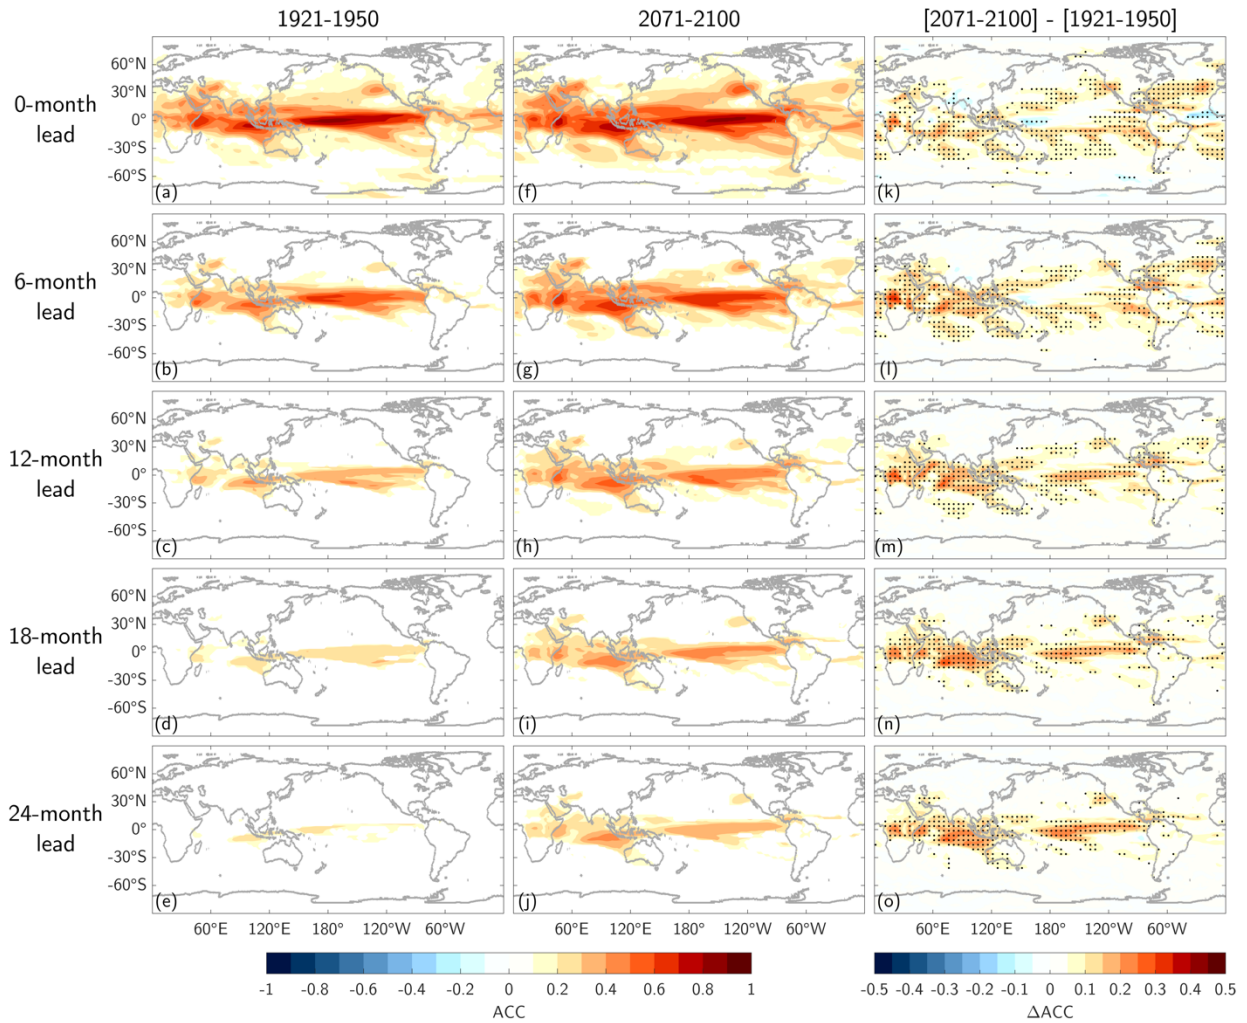 1921-1950
2071-2100
[2071-2100] - [1921-1950]
0-month
lead
60°N
30°N
0°
-30°S
-60°S
(a)
(f)
(k)
6-month
lead
60°N
30°N
0°
-30°S
-60°S
(b)
(g)
(l)
12-month
lead
60°N
30°N
0°
-30°S
-60°S
(c)
(h)
(m)
18-month
lead
60°N
30°N
0°
-30°S
-60°S
(d)
(i)
(n)
24-month
lead
60°N
30°N
0°
-30°S
-60°S
(e)
(j)
(o)
60°E 120°E 180° 120°W 60°W
60°E 120°E 180° 120°W 60°W
60°E 120°E 180° 120°W 60°W
-1 -0.8 -0.6 -0.4 -0.2 0 0.2 0.4 0.6 0.8 1
ACC
-0.5 -0.4 -0.3 -0.2 -0.1 0 0.1 0.2 0.3 0.4 0.5
ΔACC